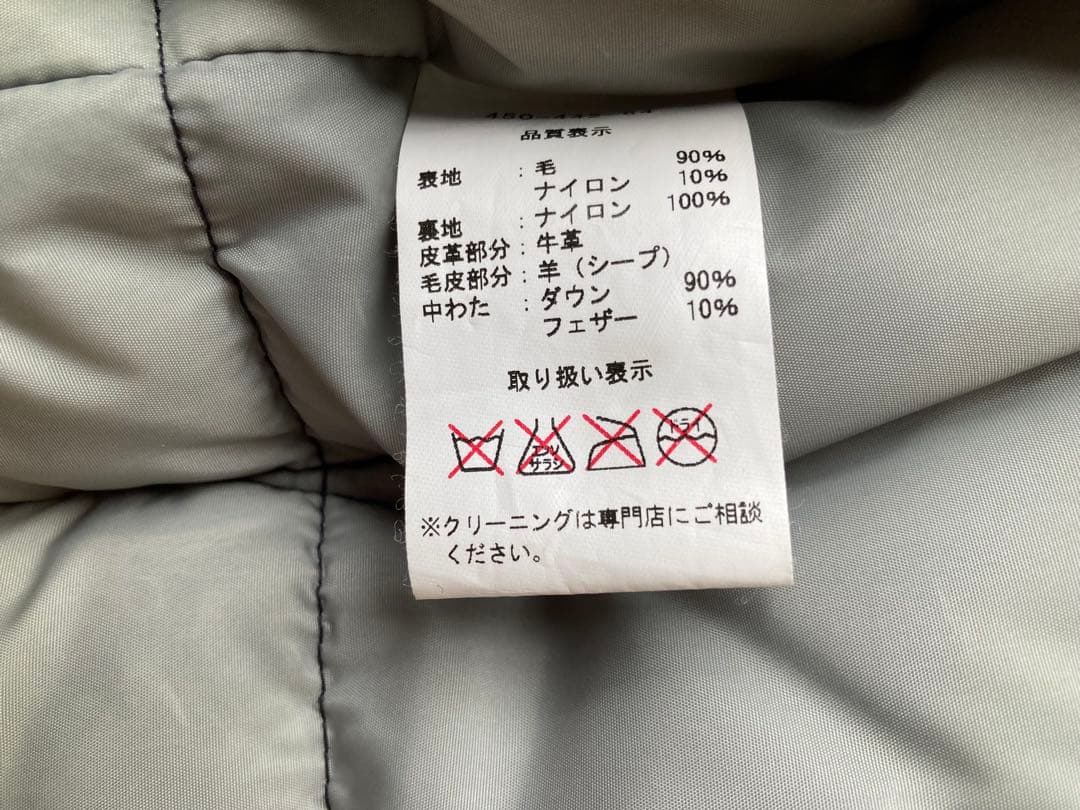 品質表示
表地 : 毛 90%
ナイロン 10%
裏地 : ナイロン 100%
皮革部分 : 牛革
毛皮部分 : 羊（シープ）
中わた : ダウン 90%
フェザー 10%
取り扱い表示
エンソ
サラシ
ドライ
※クリーニングは専門店にご相談
ください。